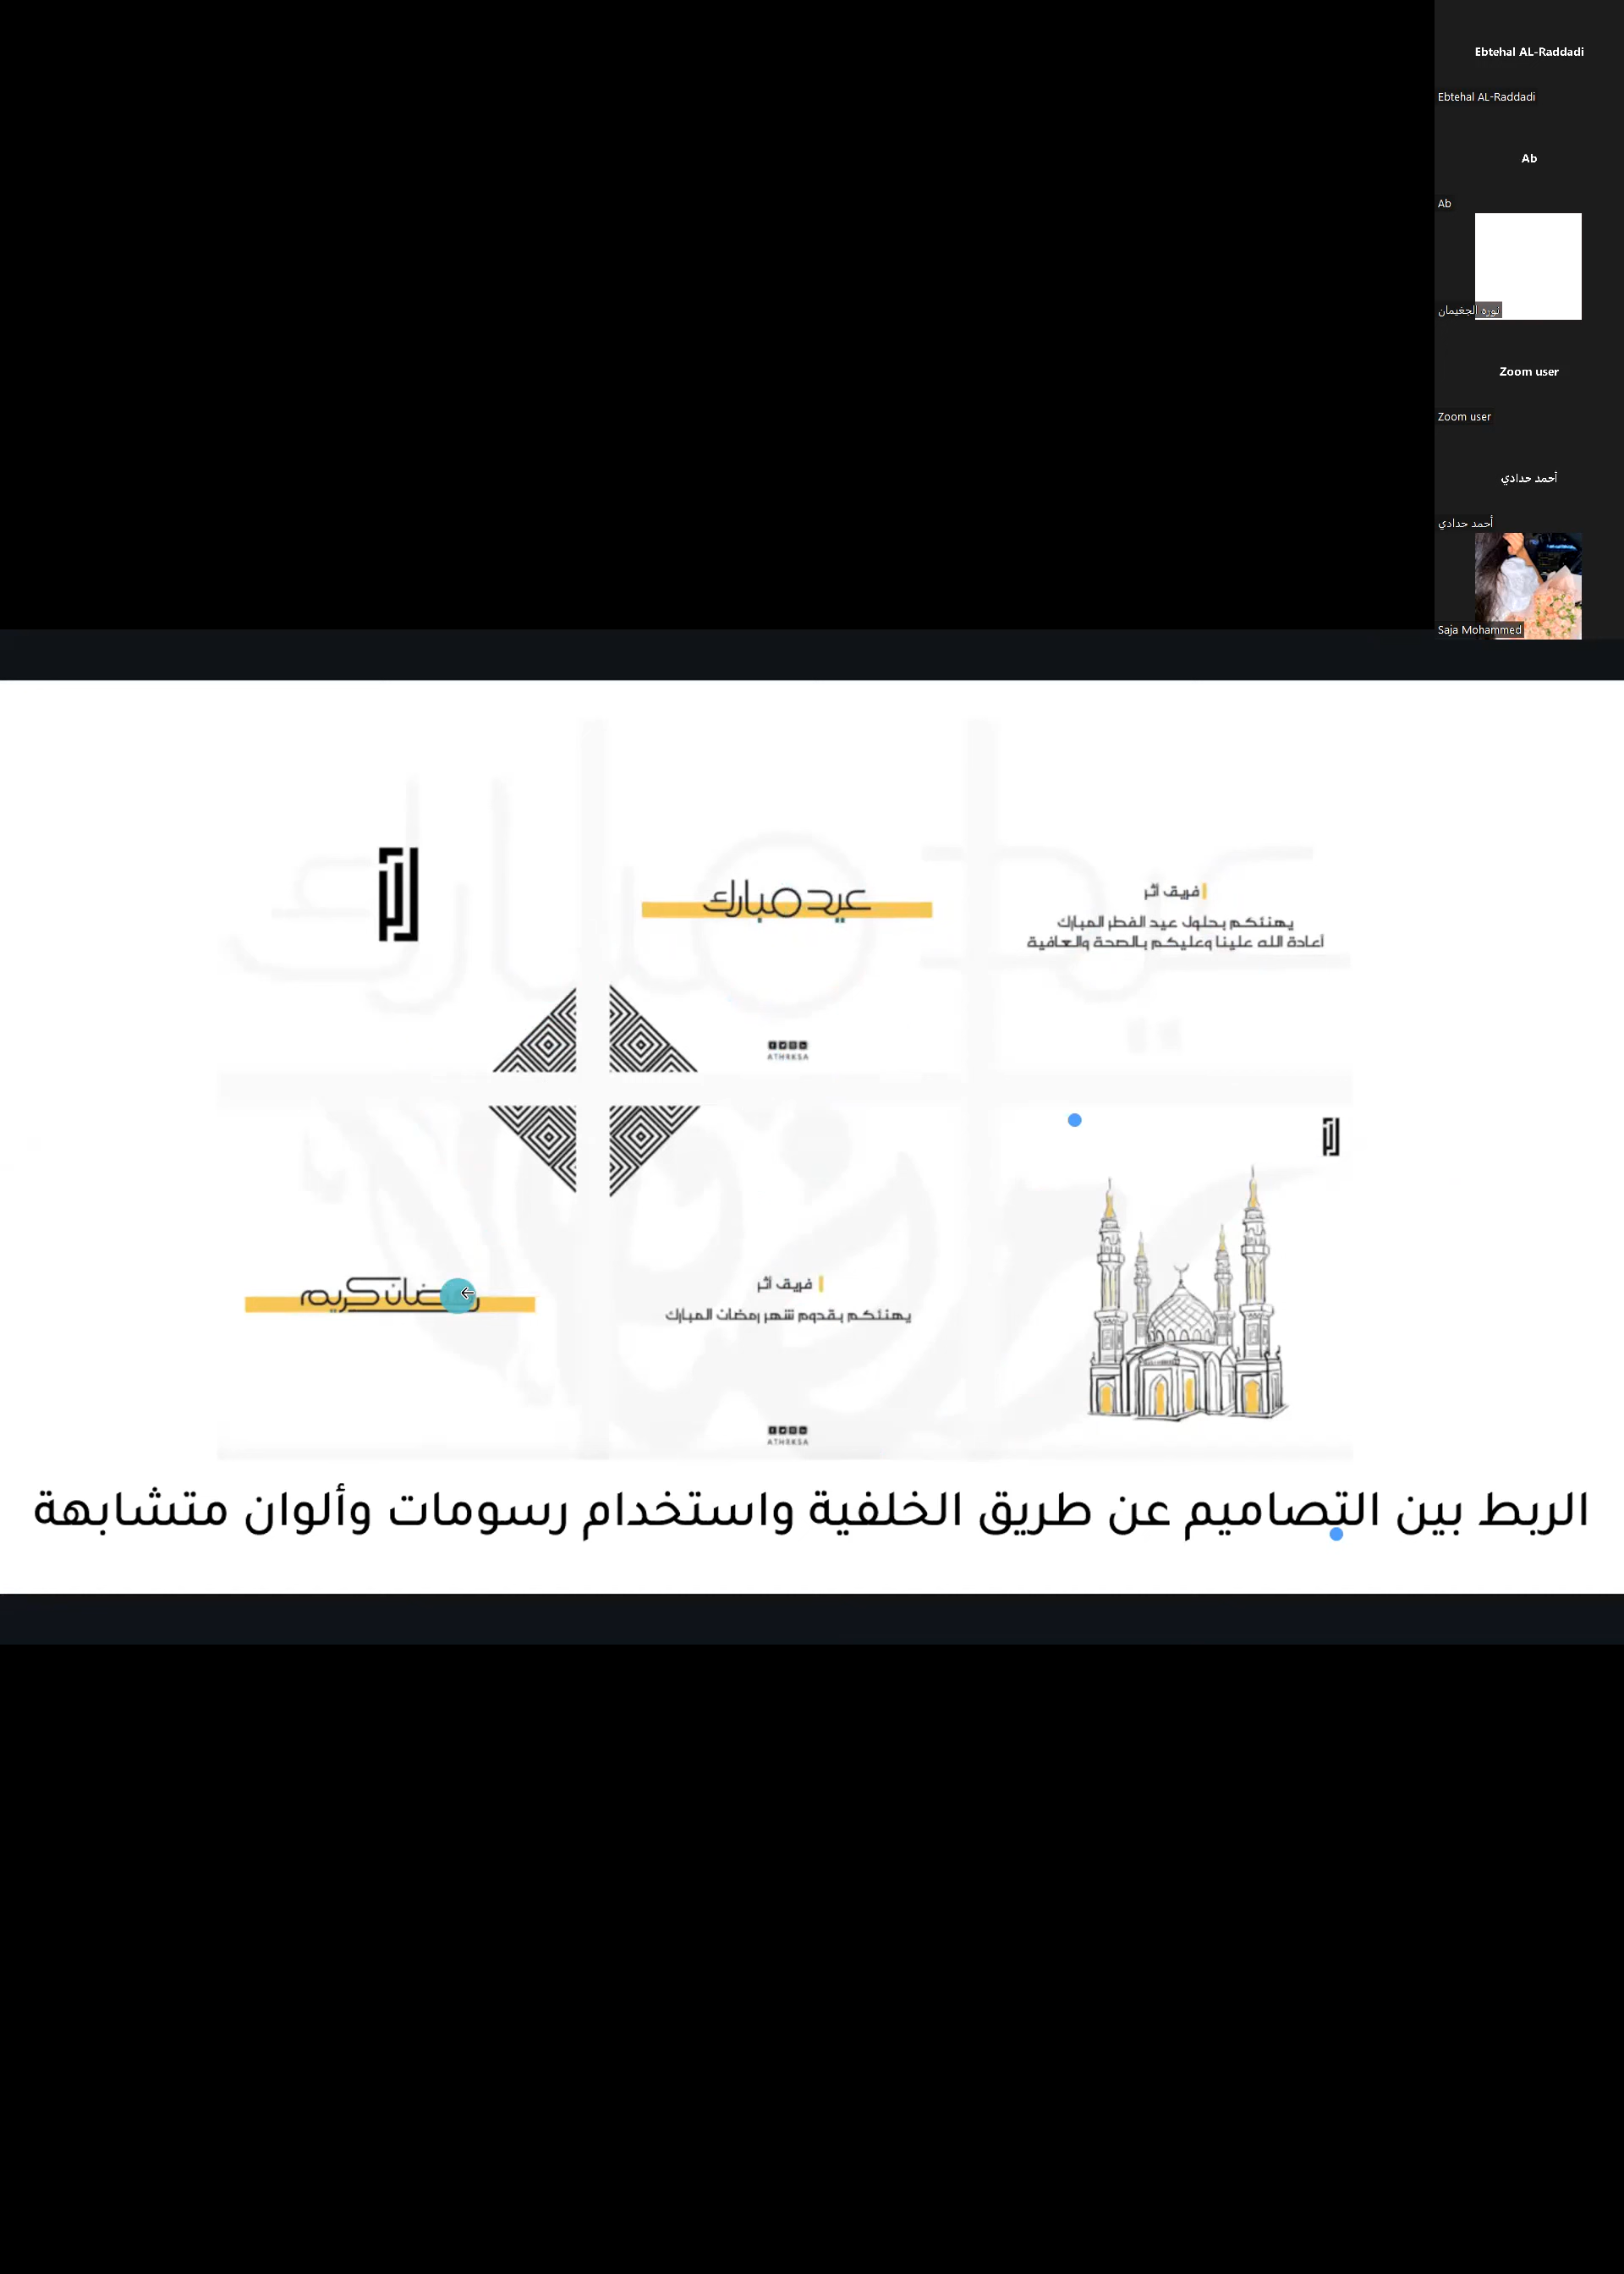 Ebtehal AL-Raddadi
Ebtehal AL-Raddadi
Ab
Ab
نوره الجغيمان
Zoom user
Zoom user
أحمد حدادي
أحمد حدادي
Saja Mohammed
فريق أثر
عيد مبارك
يهنئكم بحلول عيد الفطر المبارك
أعادة الله علينا وعليكم بالصحة والعافية
ATHRKSA
فريق أثر
رمضان كريم
يهنئكم بقدوم شهر رمضان المبارك
ATHRKSA
الربط بين التصاميم عن طريق الخلفية واستخدام رسومات وألوان متشابهة